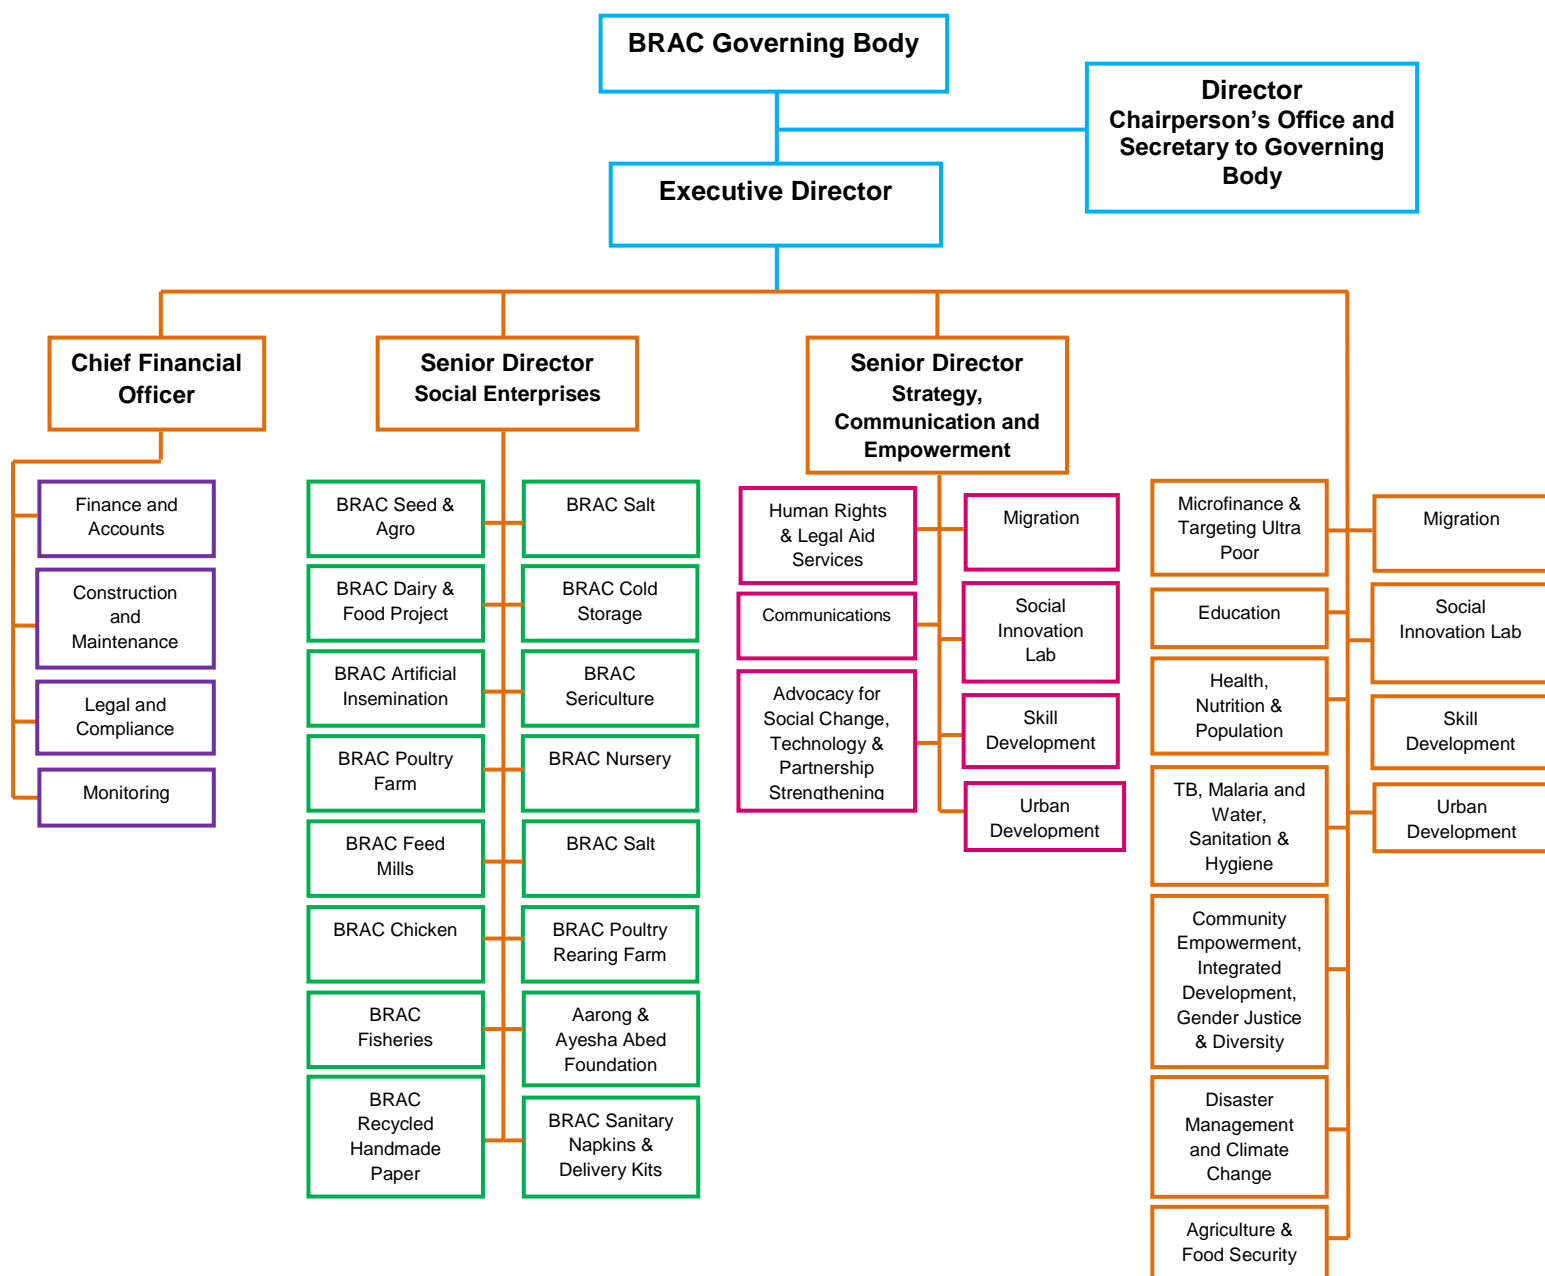 BRAC Governing Body
Director
Chairperson's Office and
Secretary to Governing
Body
Executive Director
Chief Financial
Officer
Senior Director
Social Enterprises
Senior Director
Strategy,
Communication and
Empowerment
Finance and
Accounts
Construction
and
Maintenance
Legal and
Compliance
Monitoring
BRAC Seed &
Agro
BRAC Dairy &
Food Project
BRAC Artificial
Insemination
BRAC Poultry
Farm
BRAC Feed
Mills
BRAC Chicken
BRAC
Fisheries
BRAC
Recycled
Handmade
Paper
BRAC Salt
BRAC Cold
Storage
BRAC
Sericulture
BRAC Nursery
BRAC Salt
BRAC Poultry
Rearing Farm
Aarong &
Ayesha Abed
Foundation
BRAC Sanitary
Napkins &
Delivery Kits
Human Rights
& Legal Aid
Services
Communications
Advocacy for
Social Change,
Technology &
Partnership
Strengthening
Migration
Social
Innovation
Lab
Skill
Development
Urban
Development
Microfinance &
Targeting Ultra
Poor
Education
Health,
Nutrition &
Population
TB, Malaria and
Water,
Sanitation &
Hygiene
Community
Empowerment,
Integrated
Development,
Gender Justice
& Diversity
Disaster
Management
and Climate
Change
Agriculture &
Food Security
Migration
Social
Innovation Lab
Skill
Development
Urban
Development